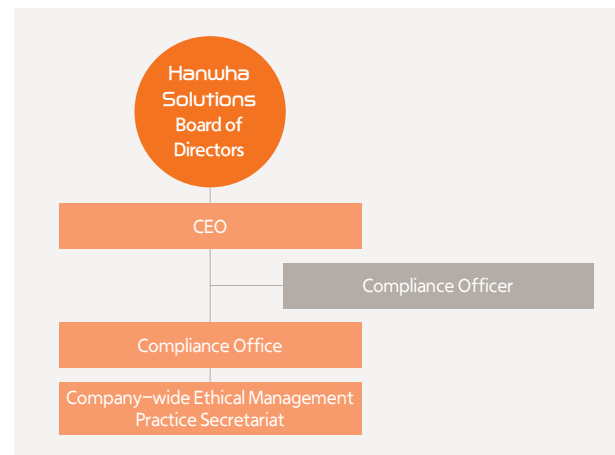 Hanwha
Solutions
Board of
Directors
CEO
Compliance Officer
Compliance Office
Company-wide Ethical Management
Practice Secretariat